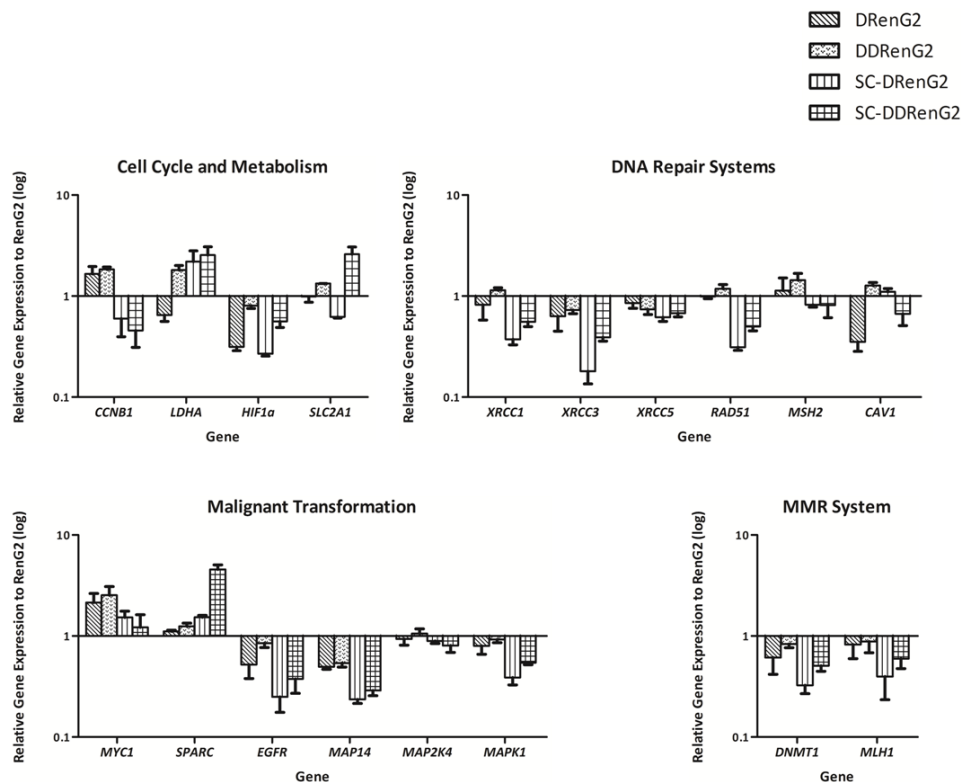 DRenG2
DDRenG2
SC-DRenG2
SC-DDRenG2
Cell Cycle and Metabolism
Relative Gene Expression to RenG2 (log)
10
1
0.1
CCNB1 LDHA HIF1α SLC2A1
Gene
DNA Repair Systems
Relative Gene Expression to RenG2 (log)
10
1
0.1
XRCC1 XRCC3 XRCC5 RAD51 MSH2 CAV1
Gene
Malignant Transformation
Relative Gene Expression to RenG2 (log)
10
1
0.1
MYC1 SPARC EGFR MAP14 MAP2K4 MAPK1
Gene
MMR System
Relative Gene Expression to RenG2 (log)
10
1
0.1
DNMT1 MLH1
Gene